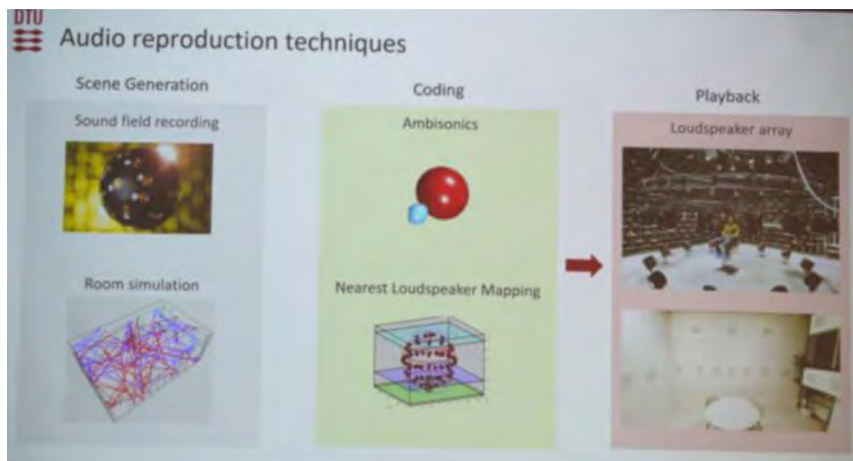 DTU
Audio reproduction techniques
Scene Generation
Sound field recording
Room simulation
Coding
Ambisonics
Nearest Loudspeaker Mapping
Playback
Loudspeaker array